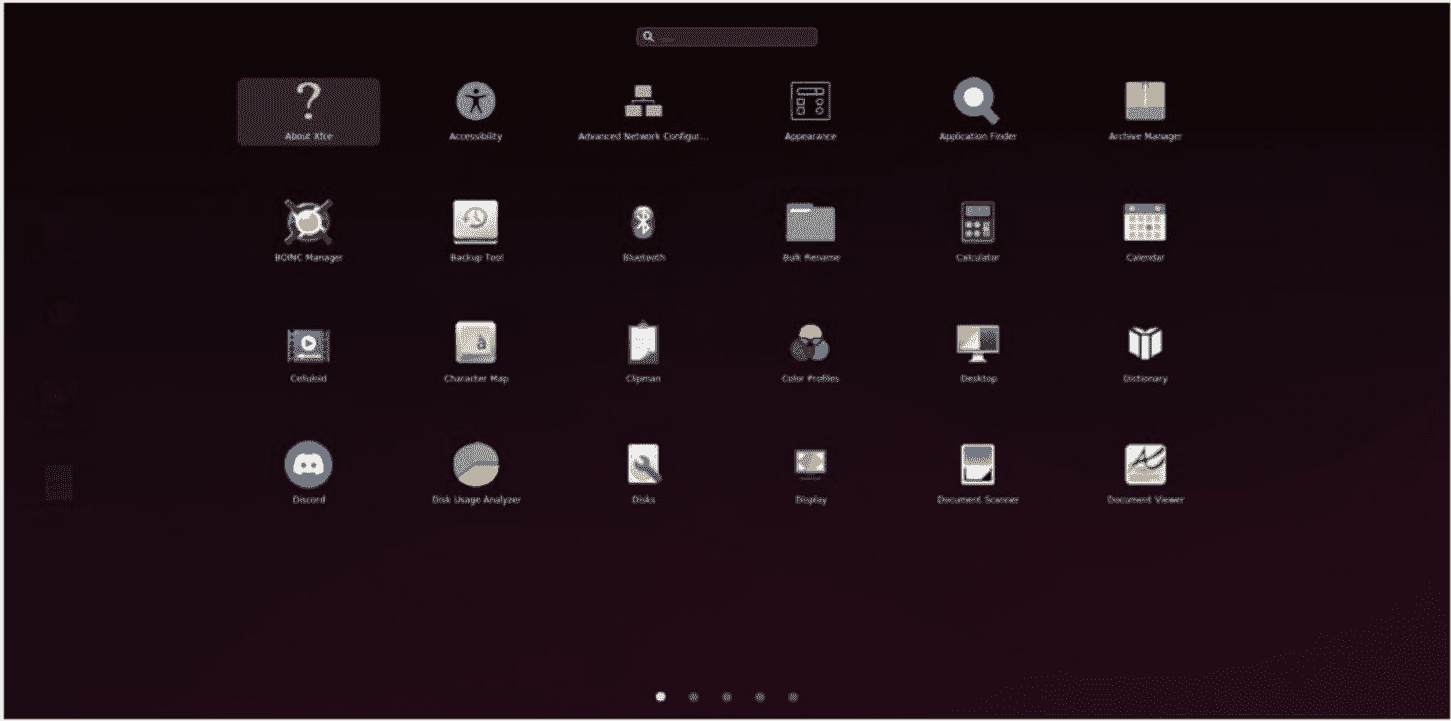 About Xfce
Accessibility
Advanced Network Configur...
Appearance
Application Finder
Archive Manager
BOINC Manager
Backup Tool
Bluetooth
Bulk Rename
Calculator
Calendar
Celluloid
Character Map
Clipman
Color Profiles
Desktop
Dictionary
Discord
Disk Usage Analyzer
Disks
Display
Document Scanner
Document Viewer